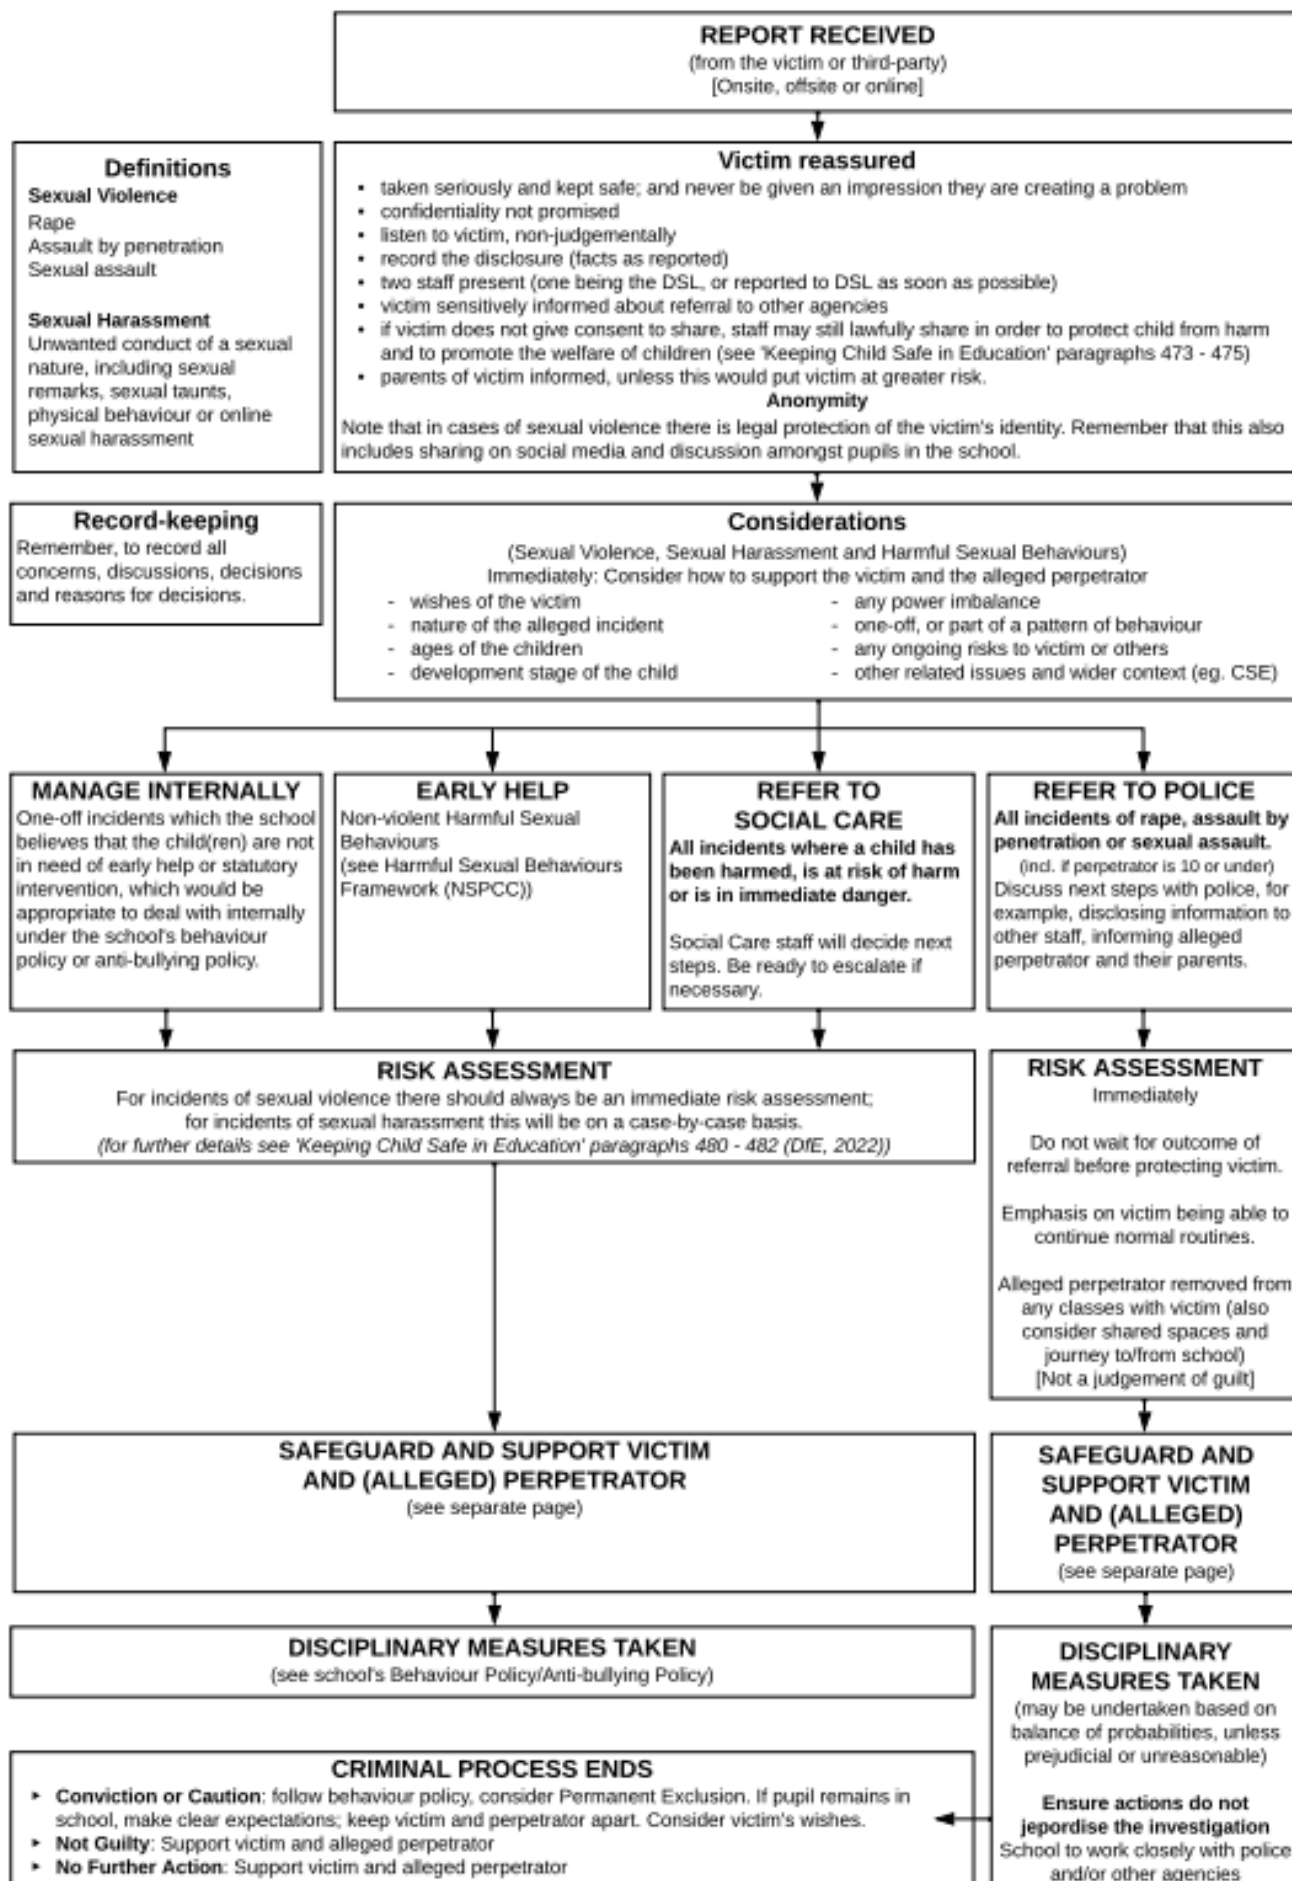 REPORT RECEIVED
(from the victim or third-party)
[Onsite, offsite or online]
Definitions
Sexual Violence
Rape
Assault by penetration
Sexual assault
Sexual Harassment
Unwanted conduct of a sexual
nature, including sexual
remarks, sexual taunts,
physical behaviour or online
sexual harassment
Victim reassured
▪ taken seriously and kept safe; and never be given an impression they are creating a problem
▪ confidentiality not promised
▪ listen to victim, non-judgementally
▪ record the disclosure (facts as reported)
▪ two staff present (one being the DSL, or reported to DSL as soon as possible)
▪ victim sensitively informed about referral to other agencies
▪ if victim does not give consent to share, staff may still lawfully share in order to protect child from harm
and to promote the welfare of children (see 'Keeping Child Safe in Education' paragraphs 473 - 475)
▪ parents of victim informed, unless this would put victim at greater risk.
Anonymity
Note that in cases of sexual violence there is legal protection of the victim's identity. Remember that this also
includes sharing on social media and discussion amongst pupils in the school.
Record-keeping
Remember, to record all
concerns, discussions, decisions
and reasons for decisions.
Considerations
(Sexual Violence, Sexual Harassment and Harmful Sexual Behaviours)
Immediately: Consider how to support the victim and the alleged perpetrator
- wishes of the victim
- nature of the alleged incident
- ages of the children
- development stage of the child
- any power imbalance
- one-off, or part of a pattern of behaviour
- any ongoing risks to victim or others
- other related issues and wider context (eg. CSE)
MANAGE INTERNALLY
One-off incidents which the school
believes that the child(ren) are not
in need of early help or statutory
intervention, which would be
appropriate to deal with internally
under the school's behaviour
policy or anti-bullying policy.
EARLY HELP
Non-violent Harmful Sexual
Behaviours
(see Harmful Sexual Behaviours
Framework (NSPCC))
REFER TO
SOCIAL CARE
All incidents where a child has
been harmed, is at risk of harm
or is in immediate danger.
Social Care staff will decide next
steps. Be ready to escalate if
necessary.
REFER TO POLICE
All incidents of rape, assault by
penetration or sexual assault.
(incl. if perpetrator is 10 or under)
Discuss next steps with police, for
example, disclosing information to
other staff, informing alleged
perpetrator and their parents.
RISK ASSESSMENT
For incidents of sexual violence there should always be an immediate risk assessment;
for incidents of sexual harassment this will be on a case-by-case basis.
(for further details see 'Keeping Child Safe in Education' paragraphs 480 - 482 (DfE, 2022))
RISK ASSESSMENT
Immediately
Do not wait for outcome of
referral before protecting victim.
Emphasis on victim being able to
continue normal routines.
Alleged perpetrator removed from
any classes with victim (also
consider shared spaces and
journey to/from school)
[Not a judgement of guilt]
SAFEGUARD AND SUPPORT VICTIM
AND (ALLEGED) PERPETRATOR
(see separate page)
SAFEGUARD AND
SUPPORT VICTIM
AND (ALLEGED)
PERPETRATOR
(see separate page)
DISCIPLINARY MEASURES TAKEN
(see school's Behaviour Policy/Anti-bullying Policy)
DISCIPLINARY
MEASURES TAKEN
(may be undertaken based on
balance of probabilities, unless
prejudicial or unreasonable)
Ensure actions do not
jepordise the investigation
School to work closely with police
and/or other agencies
CRIMINAL PROCESS ENDS
▸ Conviction or Caution: follow behaviour policy, consider Permanent Exclusion. If pupil remains in
school, make clear expectations; keep victim and perpetrator apart. Consider victim's wishes.
▸ Not Guilty: Support victim and alleged perpetrator
▸ No Further Action: Support victim and alleged perpetrator